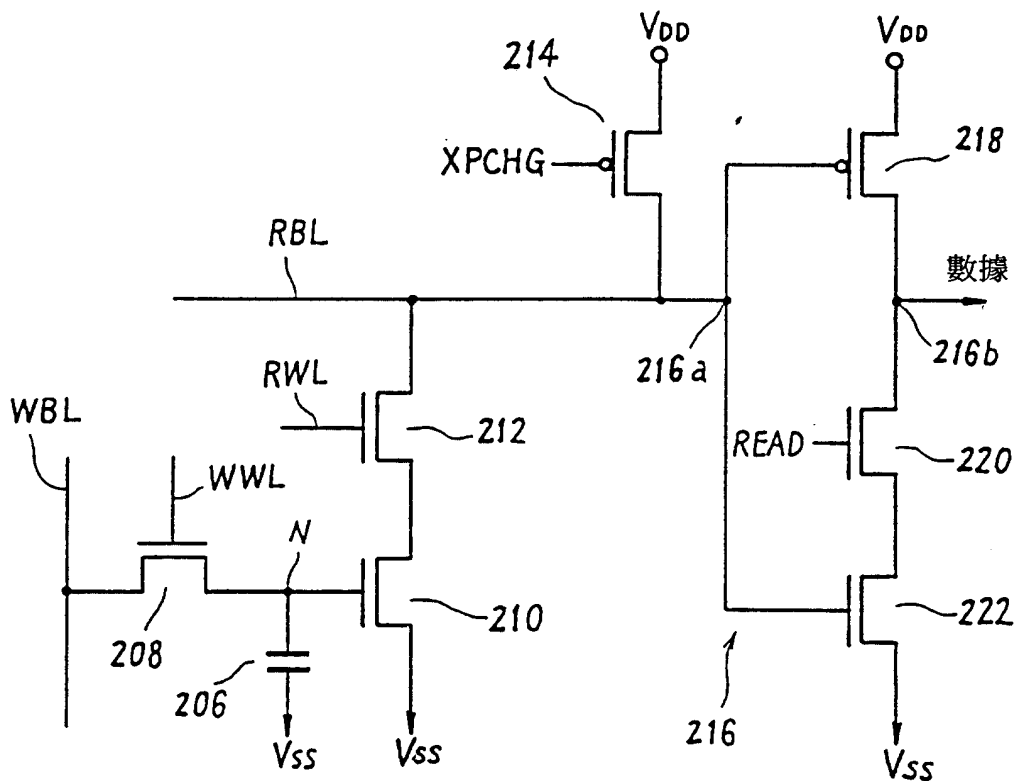 VDD
VDD
214
218
XPCHG
RBL
數據
216a
216b
RWL
WBL
212
READ
220
WWL
N
210
222
208
206
216
VSS
VSS
VSS